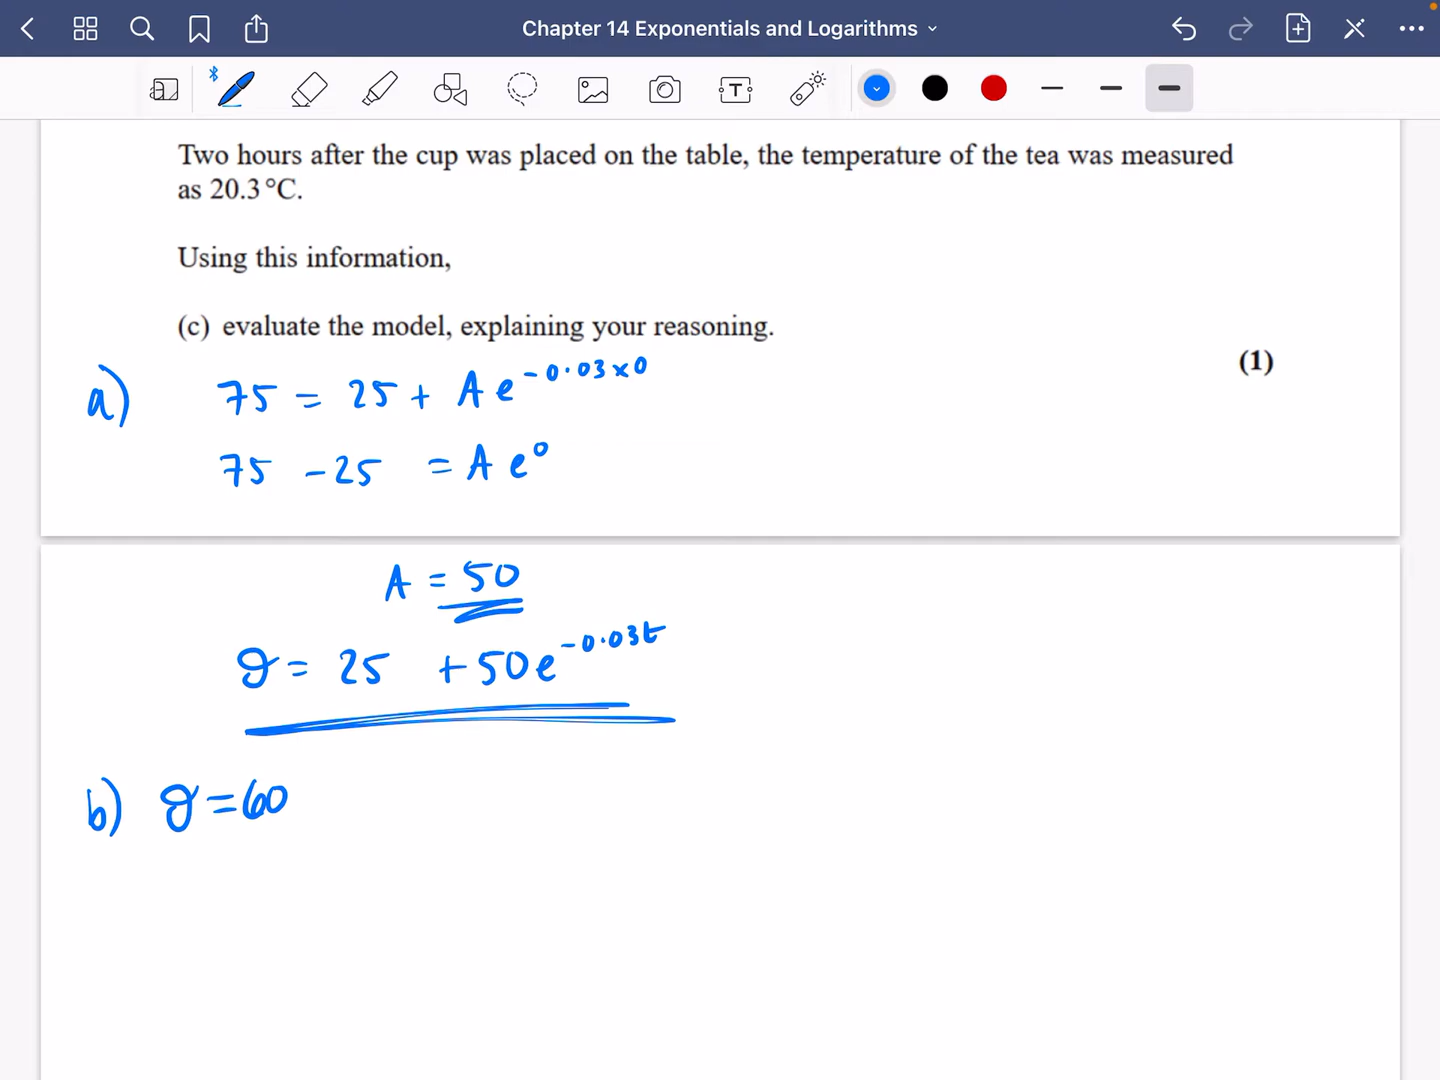 Chapter 14 Exponentials and Logarithms
Two hours after the cup was placed on the table, the temperature of the tea was measured
as 20.3 °C.
Using this information,
(c) evaluate the model, explaining your reasoning.
(1)
a) 75 = 25 + Ae^{-0.03×0}
75 - 25 = Ae^0
A = 50
θ = 25 + 50e^{-0.03t}
b) θ = 60